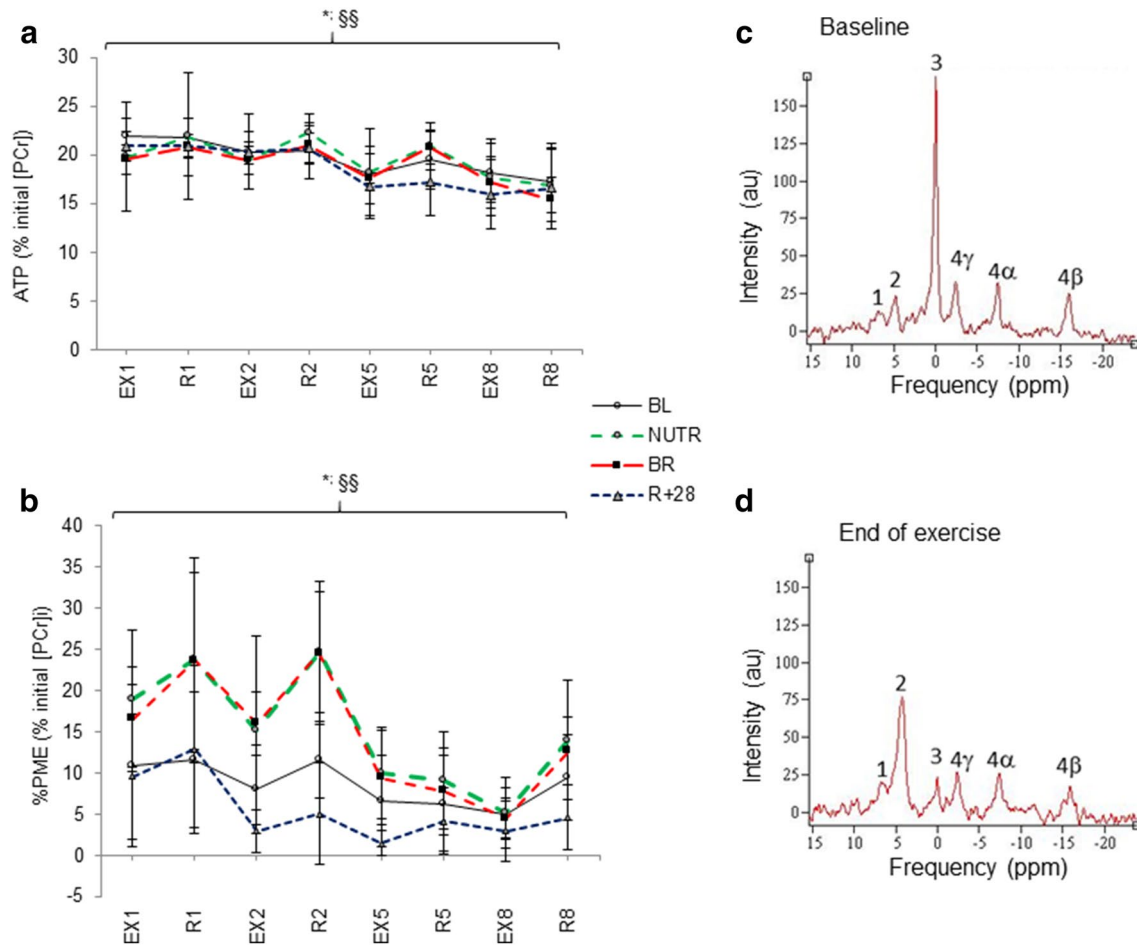 a
*; §§
ATP (% initial [PCr])
30
25
20
15
10
5
0
EX1 R1 EX2 R2 EX5 R5 EX8 R8
BL
NUTR
BR
R+28
b
*; §§
%PME (% initial [PCr]i)
40
35
30
25
20
15
10
5
0
-5
EX1 R1 EX2 R2 EX5 R5 EX8 R8
c
Baseline
Intensity (au)
150
125
100
75
50
25
0
1 2 3 4γ 4α 4β
15 10 5 0 -5 -10 -15 -20
Frequency (ppm)
d
End of exercise
Intensity (au)
150
125
100
75
50
25
0
1 2 3 4γ 4α 4β
15 10 5 0 -5 -10 -15 -20
Frequency (ppm)